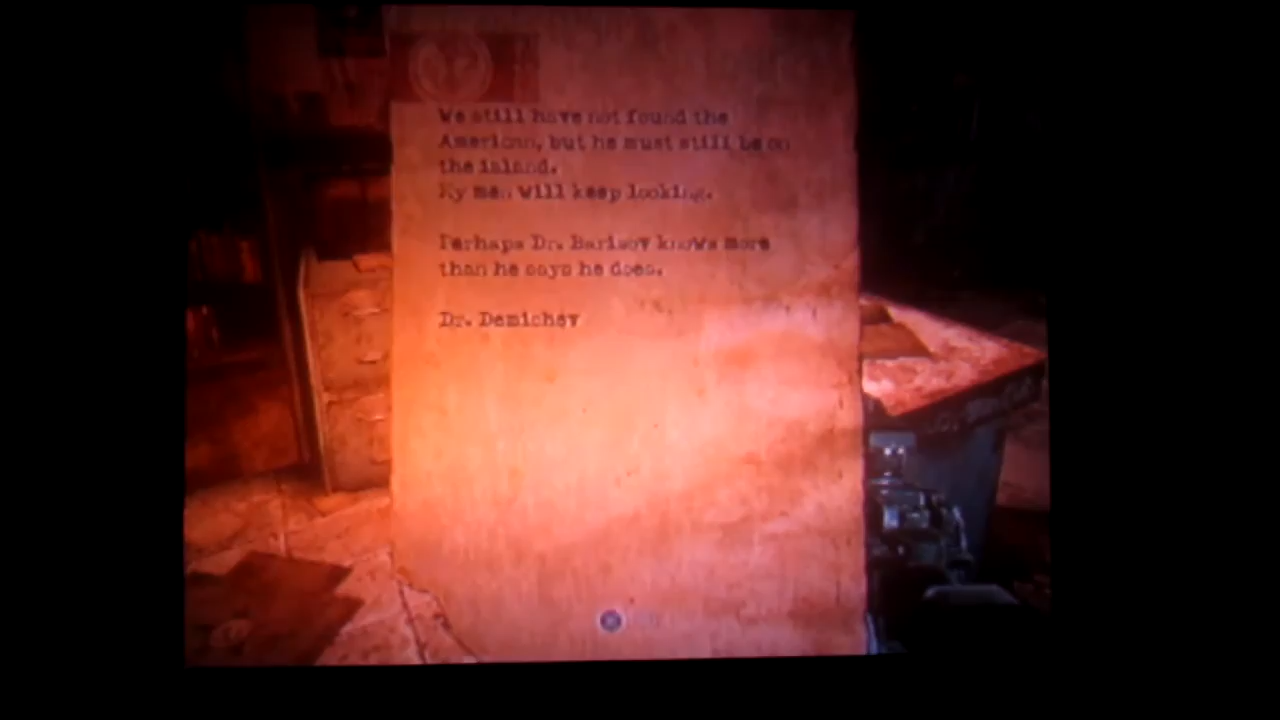 We still have not found the
American, but he must still be on
the island.
My men will keep looking.
Perhaps Dr. Barisov knows more
than he says he does.
Dr. Demichev